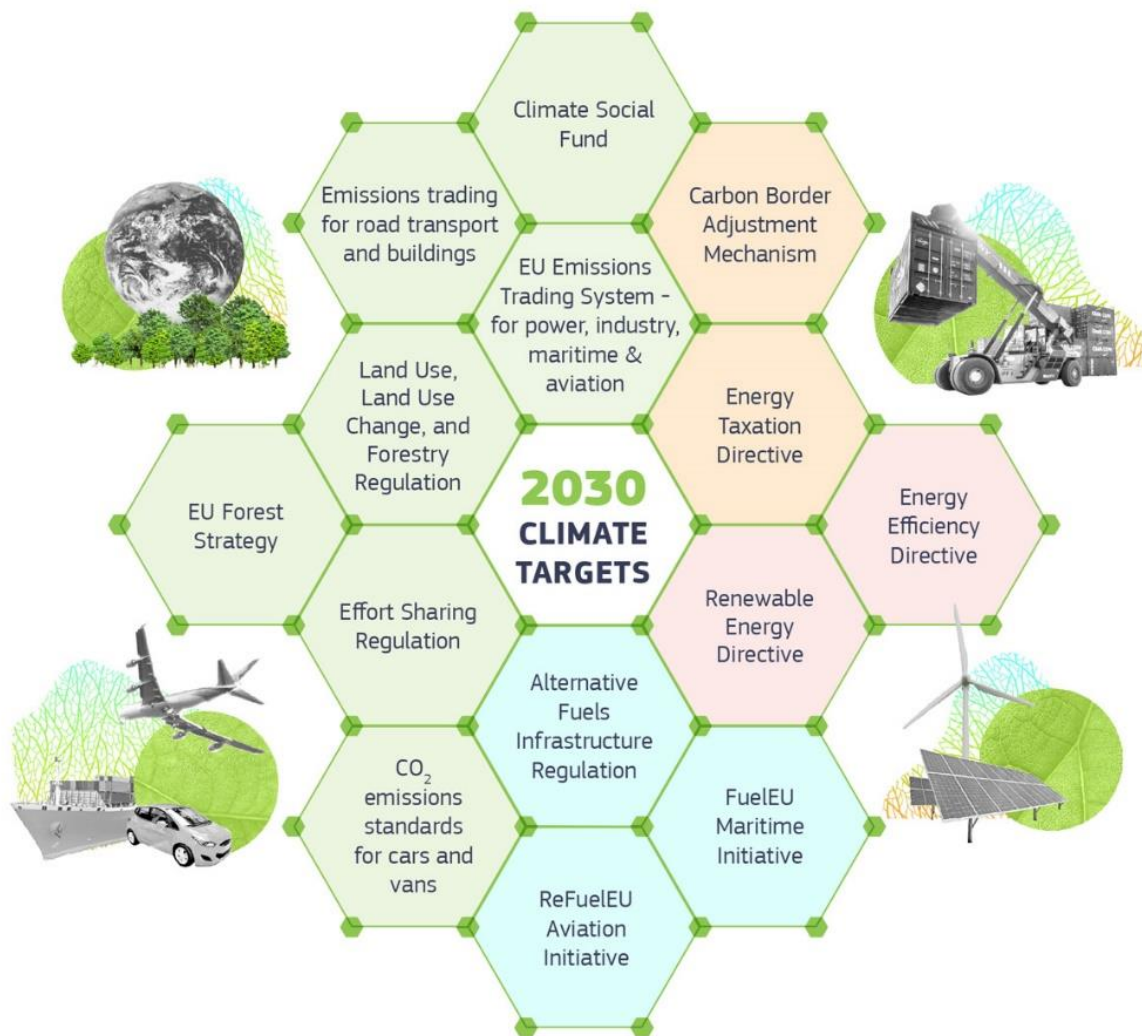 Climate Social
Fund
Emissions trading
for road transport
and buildings
Carbon Border
Adjustment
Mechanism
EU Emissions
Trading System -
for power, industry,
maritime &
aviation
Land Use,
Land Use
Change, and
Forestry
Regulation
Energy
Taxation
Directive
EU Forest
Strategy
2030
CLIMATE
TARGETS
Energy
Efficiency
Directive
Effort Sharing
Regulation
Renewable
Energy
Directive
Alternative
Fuels
Infrastructure
Regulation
CO₂
emissions
standards
for cars and
vans
FuelEU
Maritime
Initiative
ReFuelEU
Aviation
Initiative